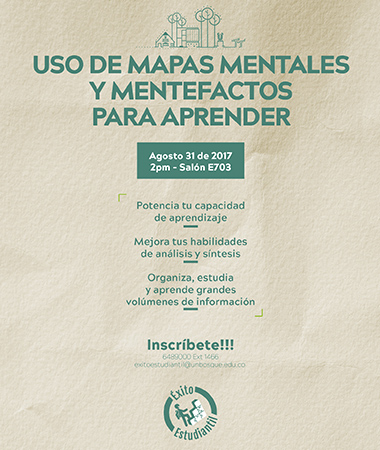 USO DE MAPAS MENTALES
Y MENTEFACTOS
PARA APRENDER
Agosto 31 de 2017
2pm - Salón E703
Potencia tu capacidad
de aprendizaje
Mejora tus habilidades
de análisis y síntesis
Organiza, estudia
y aprende grandes
volúmenes de información
Inscríbete!!!
6489000 Ext 1466
exitoestudiantil@unbosque.edu.co
Éxito
Estudiantil